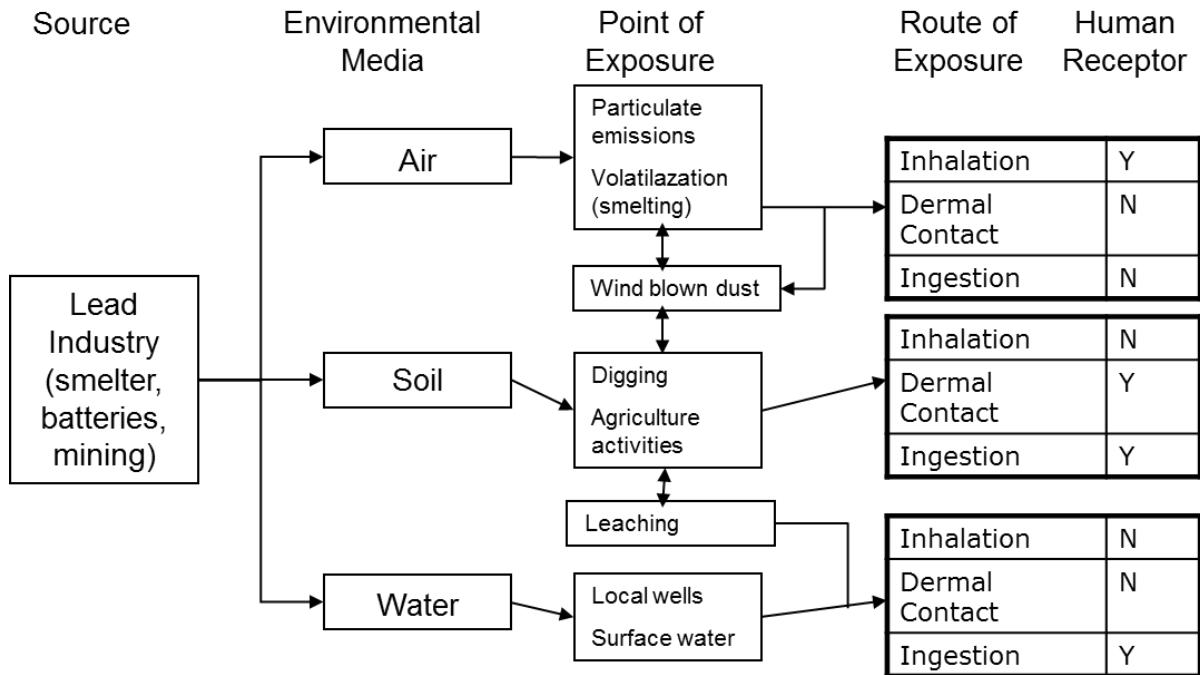 Source
Environmental
Media
Point of
Exposure
Route of
Exposure
Human
Receptor
Lead
Industry
(smelter,
batteries,
mining)
Air
Soil
Water
Particulate
emissions
Volatilazation
(smelting)
Wind blown dust
Digging
Agriculture
activities
Leaching
Local wells
Surface water
Inhalation Y
Dermal N
Contact
Ingestion N
Inhalation N
Dermal Y
Contact
Ingestion Y
Inhalation N
Dermal N
Contact
Ingestion Y